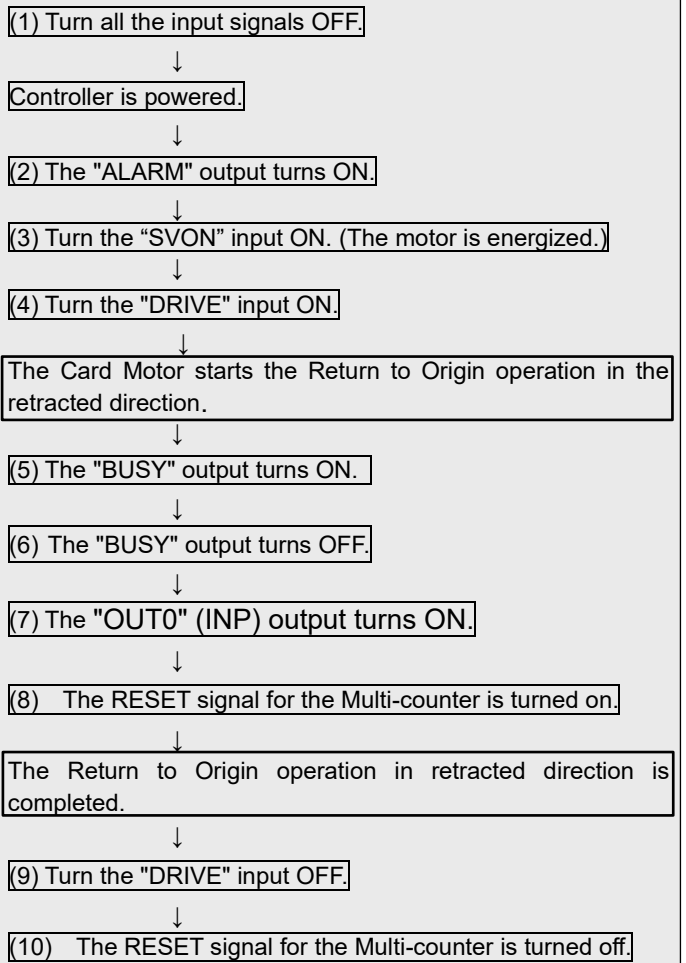 (1) Turn all the input signals OFF.
↓
Controller is powered.
↓
(2) The "ALARM" output turns ON.
↓
(3) Turn the “SVON” input ON. (The motor is energized.)
↓
(4) Turn the "DRIVE" input ON.
↓
The Card Motor starts the Return to Origin operation in the
retracted direction.
↓
(5) The "BUSY" output turns ON.
↓
(6) The "BUSY" output turns OFF.
↓
(7) The "OUT0" (INP) output turns ON.
↓
(8) The RESET signal for the Multi-counter is turned on.
↓
The Return to Origin operation in retracted direction is
completed.
↓
(9) Turn the "DRIVE" input OFF.
↓
(10) The RESET signal for the Multi-counter is turned off.